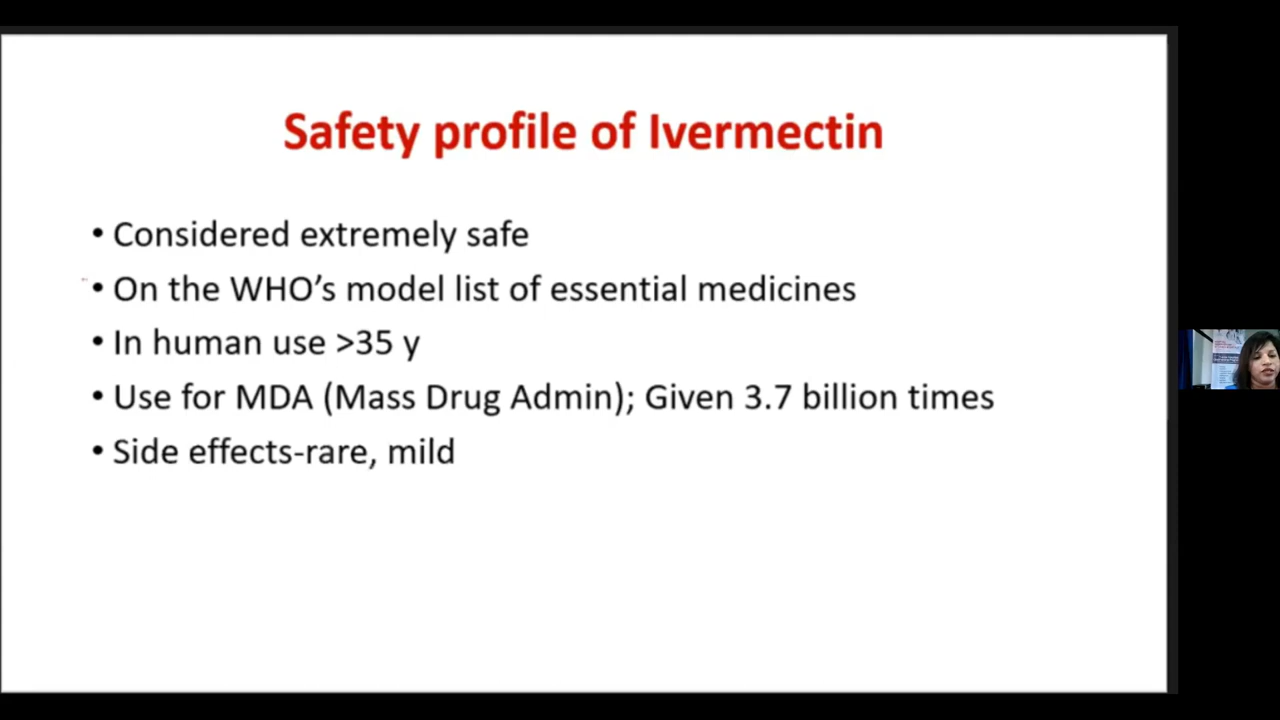 Safety profile of Ivermectin
• Considered extremely safe
• On the WHO's model list of essential medicines
• In human use >35 y
• Use for MDA (Mass Drug Admin); Given 3.7 billion times
• Side effects-rare, mild